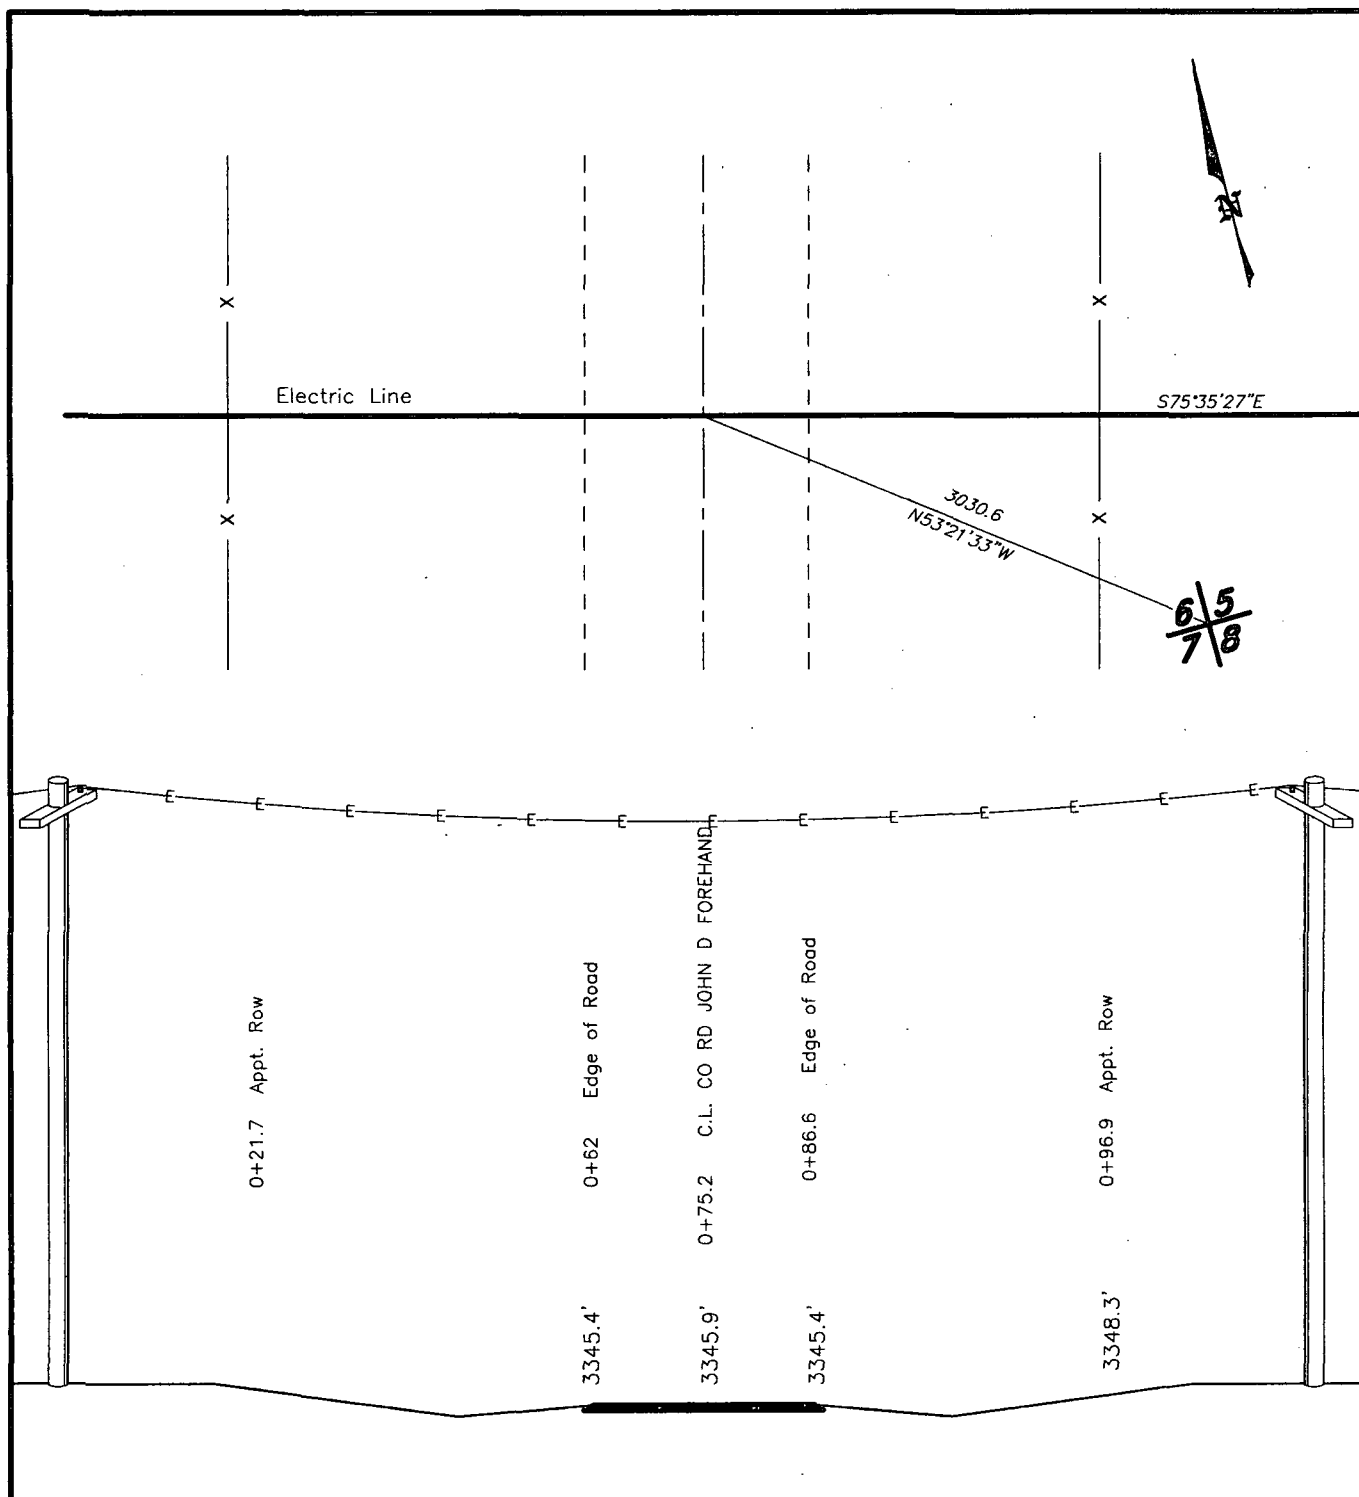 N
X
X
Electric Line
S75°35'27"E
3030.6
N53°21'33"W
X
X
6 5
7 8
E E E E E E E E E E E E E
0+21.7 Appt. Row
0+62 Edge of Road
0+75.2 C.L. CO RD JOHN D FOREHAND
0+86.6 Edge of Road
0+96.9 Appt. Row
3345.4'
3345.9'
3345.4'
3348.3'